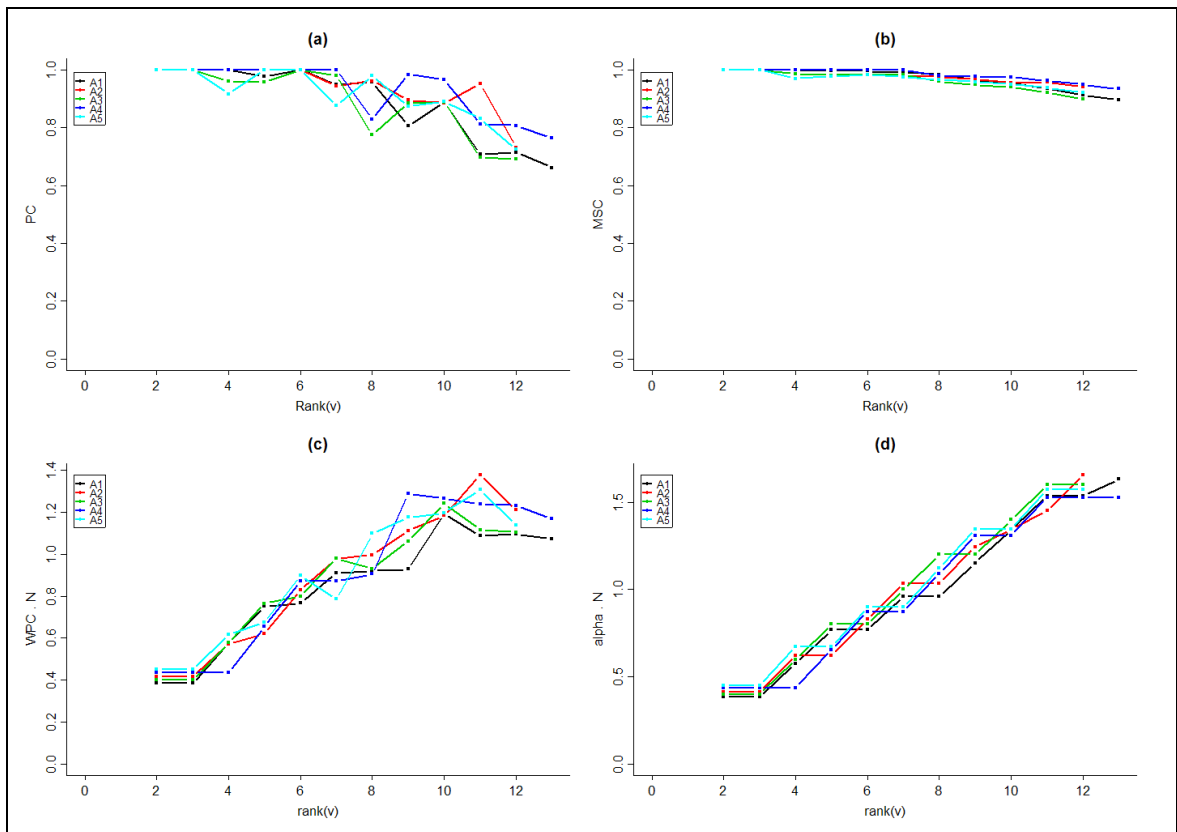 (a)
1.0
0.8
0.6
0.4
0.2
0.0
PC
A1
A2
A3
A4
A5
0 2 4 6 8 10 12
Rank(v)
(b)
1.0
0.8
0.6
0.4
0.2
0.0
MSC
A1
A2
A3
A4
A5
0 2 4 6 8 10 12
Rank(v)
(c)
1.4
1.2
1.0
0.8
0.6
0.4
0.2
0.0
WPC . N
A1
A2
A3
A4
A5
0 2 4 6 8 10 12
rank(v)
(d)
1.5
1.0
0.5
0.0
alpha . N
A1
A2
A3
A4
A5
0 2 4 6 8 10 12
rank(v)